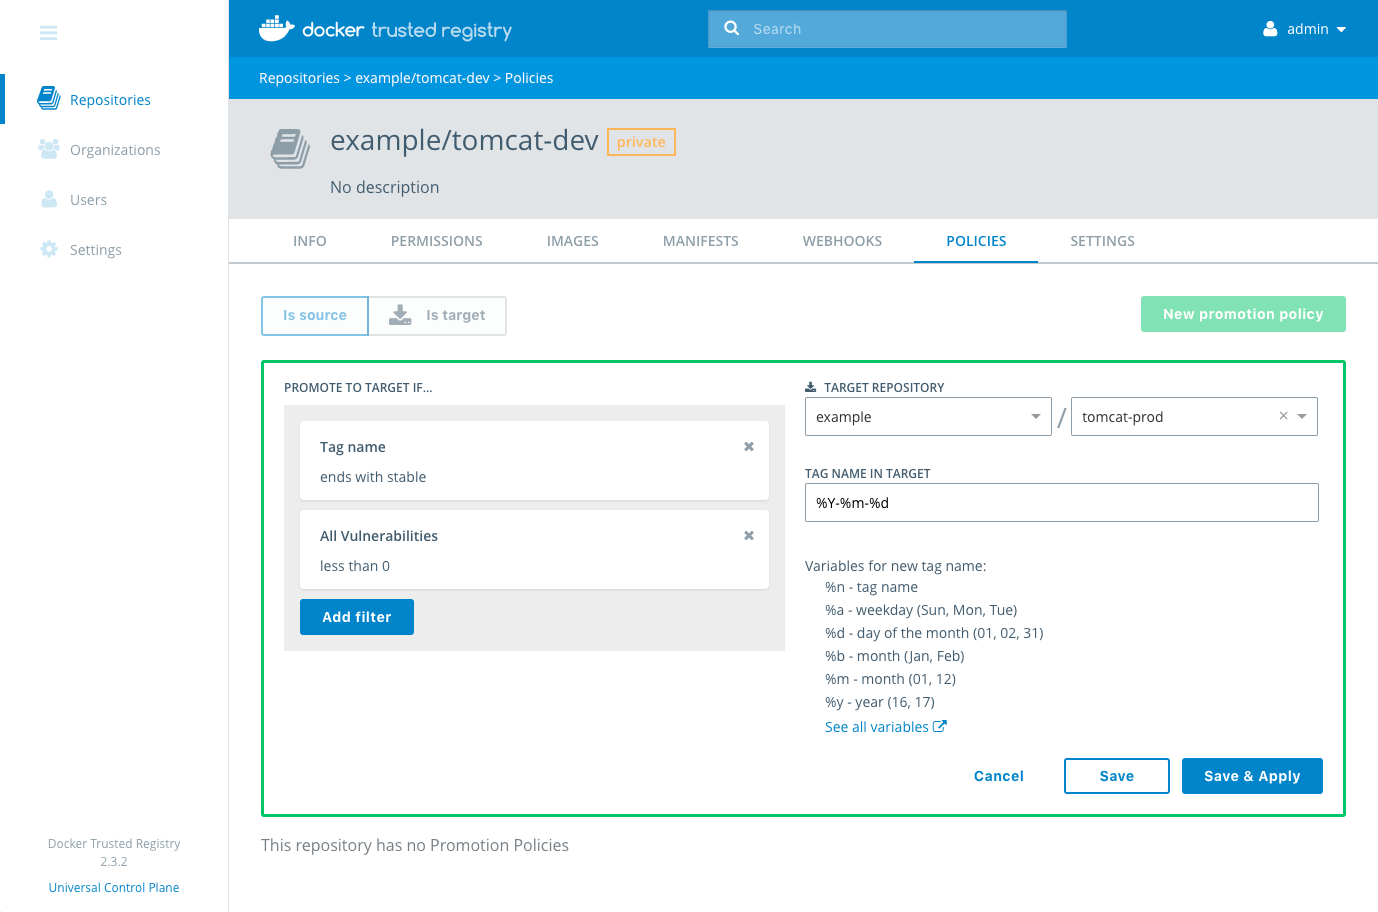 docker trusted registry
Search
admin
Repositories > example/tomcat-dev > Policies
Repositories
Organizations
Users
Settings
example/tomcat-dev private
No description
INFO PERMISSIONS IMAGES MANIFESTS WEBHOOKS POLICIES SETTINGS
Is source Is target
New promotion policy
PROMOTE TO TARGET IF...
Tag name
ends with stable
All Vulnerabilities
less than 0
Add filter
TARGET REPOSITORY
example / tomcat-prod
TAG NAME IN TARGET
%Y-%m-%d
Variables for new tag name:
%n - tag name
%a - weekday (Sun, Mon, Tue)
%d - day of the month (01, 02, 31)
%b - month (Jan, Feb)
%m - month (01, 12)
%y - year (16, 17)
See all variables
Cancel Save Save & Apply
This repository has no Promotion Policies
Docker Trusted Registry
2.3.2
Universal Control Plane